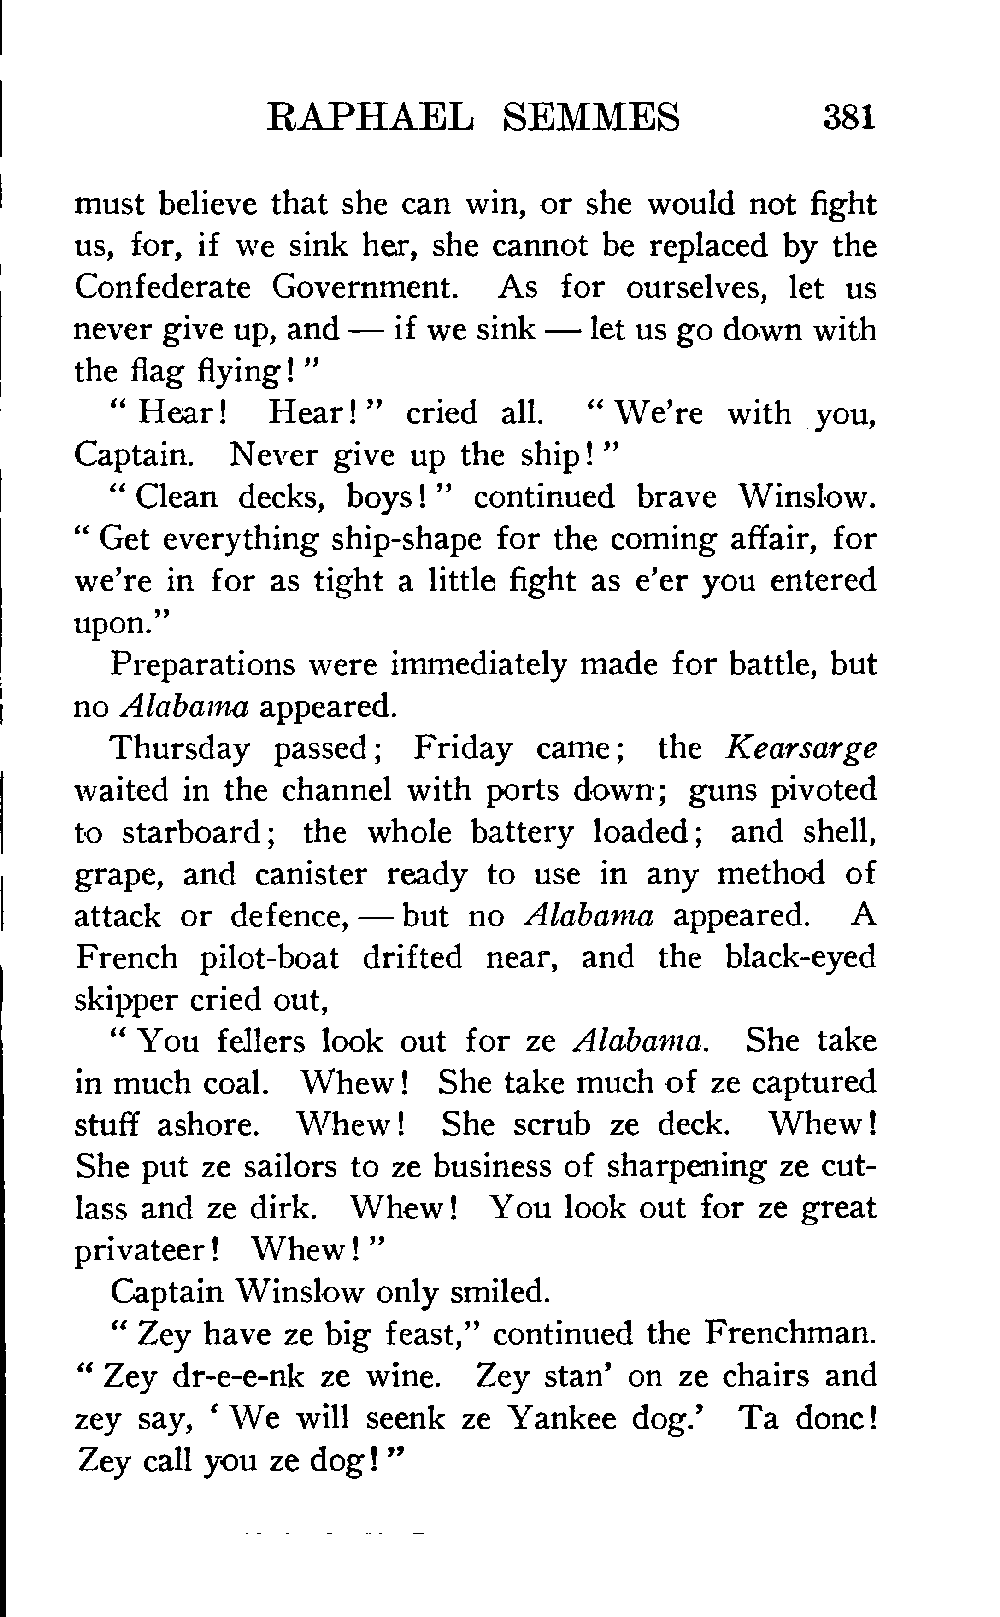 RAPHAEL SEMMES 381
must believe that she can win, or she would not fight
us, for, if we sink her, she cannot be replaced by the
Confederate Government. As for ourselves, let us
never give up, and — if we sink — let us go down with
the flag flying! ”
“ Hear! Hear! ” cried all. “ We’re with you,
Captain. Never give up the ship! ”
“ Clean decks, boys! ” continued brave Winslow.
“ Get everything ship-shape for the coming affair, for
we’re in for as tight a little fight as e’er you entered
upon.”
Preparations were immediately made for battle, but
no Alabama appeared.
Thursday passed; Friday came; the Kearsarge
waited in the channel with ports down; guns pivoted
to starboard; the whole battery loaded; and shell,
grape, and canister ready to use in any method of
attack or defence, — but no Alabama appeared. A
French pilot-boat drifted near, and the black-eyed
skipper cried out,
“ You fellers look out for ze Alabama. She take
in much coal. Whew! She take much of ze captured
stuff ashore. Whew! She scrub ze deck. Whew!
She put ze sailors to ze business of sharpening ze cut-
lass and ze dirk. Whew! You look out for ze great
privateer! Whew! ”
Captain Winslow only smiled.
“ Zey have ze big feast,” continued the Frenchman.
“ Zey dr-e-e-nk ze wine. Zey stan’ on ze chairs and
zey say, ‘ We will seenk ze Yankee dog.’ Ta donc!
Zey call you ze dog! ”